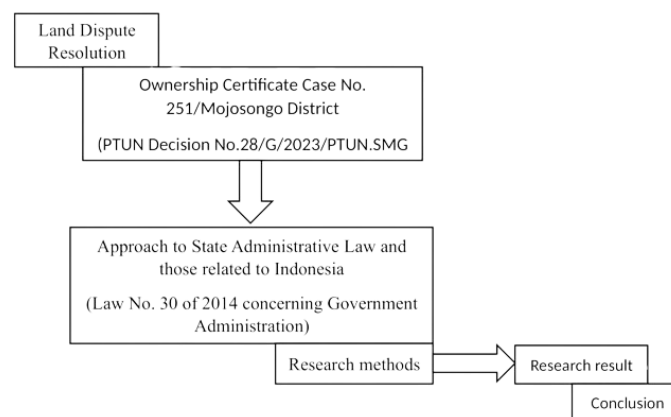 Land Dispute
Resolution
Ownership Certificate Case No.
251/Mojosongo District
(PTUN Decision No.28/G/2023/PTUN.SMG
Approach to State Administrative Law and
those related to Indonesia
(Law No. 30 of 2014 concerning Government
Administration)
Research methods
Research result
Conclusion